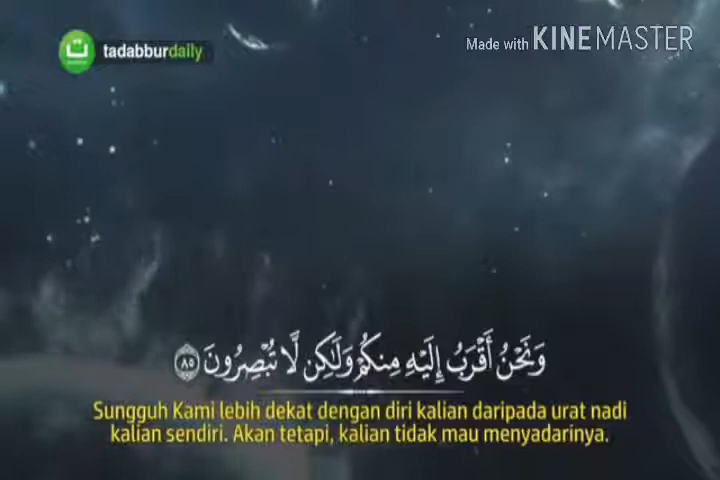 tadabburdaily
Made with KINEMASTER
وَنَحْنُ أَقْرَبُ إِلَيْهِ مِنكُمْ وَلَٰكِن لَّا تُبْصِرُونَ ٨٥
Sungguh Kami lebih dekat dengan diri kalian daripada urat nadi
kalian sendiri. Akan tetapi, kalian tidak mau menyadarinya.